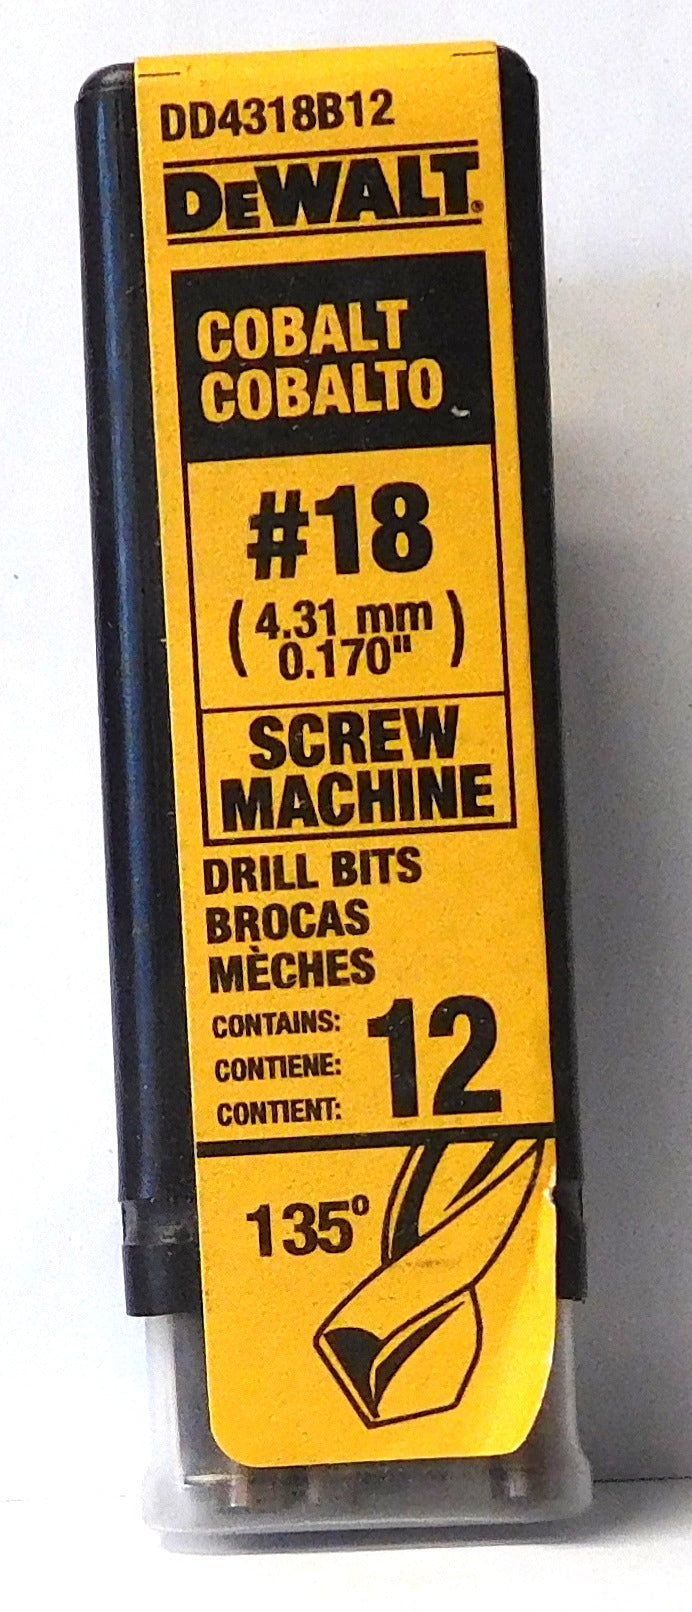 DD4318B12
DEWALT®
COBALT
COBALTO
#18
(4.31 mm
0.170")
SCREW
MACHINE
DRILL BITS
BROCAS
MÈCHES
CONTAINS:
CONTIENE:
CONTIENT:
12
135º